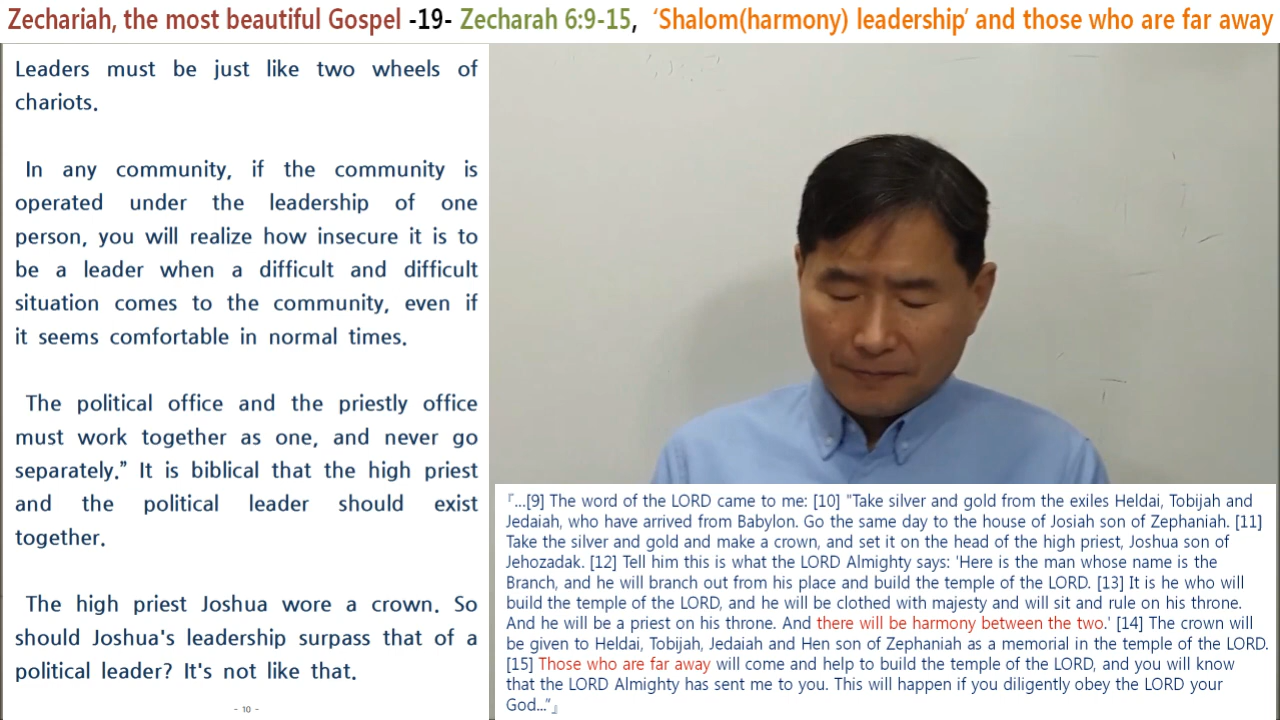 Zechariah, the most beautiful Gospel -19- Zecharah 6:9-15, ‘Shalom(harmony) leadership’ and those who are far away
Leaders must be just like two wheels of
chariots.
In any community, if the community is
operated under the leadership of one
person, you will realize how insecure it is to
be a leader when a difficult and difficult
situation comes to the community, even if
it seems comfortable in normal times.
The political office and the priestly office
must work together as one, and never go
separately.” It is biblical that the high priest
and the political leader should exist
together.
The high priest Joshua wore a crown. So
should Joshua's leadership surpass that of a
political leader? It's not like that.
- 10 -
『...[9] The word of the LORD came to me: [10] "Take silver and gold from the exiles Heldai, Tobijah and
Jedaiah, who have arrived from Babylon. Go the same day to the house of Josiah son of Zephaniah. [11]
Take the silver and gold and make a crown, and set it on the head of the high priest, Joshua son of
Jehozadak. [12] Tell him this is what the LORD Almighty says: 'Here is the man whose name is the
Branch, and he will branch out from his place and build the temple of the LORD. [13] It is he who will
build the temple of the LORD, and he will be clothed with majesty and will sit and rule on his throne.
And he will be a priest on his throne. And there will be harmony between the two.' [14] The crown will
be given to Heldai, Tobijah, Jedaiah and Hen son of Zephaniah as a memorial in the temple of the LORD.
[15] Those who are far away will come and help to build the temple of the LORD, and you will know
that the LORD Almighty has sent me to you. This will happen if you diligently obey the LORD your
God..."』